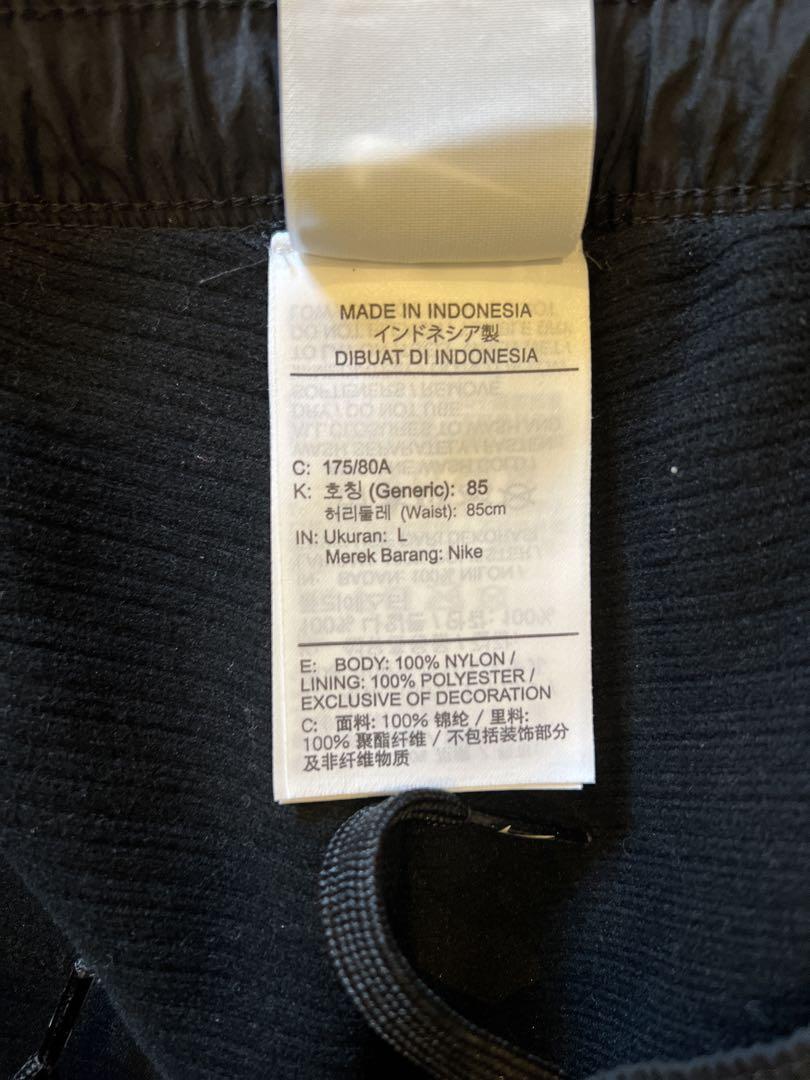 MADE IN INDONESIA
インドネシア製
DIBUAT DI INDONESIA
C: 175/80A
K: 호칭 (Generic): 85
허리둘레 (Waist): 85cm
IN: Ukuran: L
Merek Barang: Nike
E: BODY: 100% NYLON /
LINING: 100% POLYESTER /
EXCLUSIVE OF DECORATION
C: 面料: 100% 锦纶 / 里料:
100% 聚酯纤维 / 不包括装饰部分
及非纤维物质